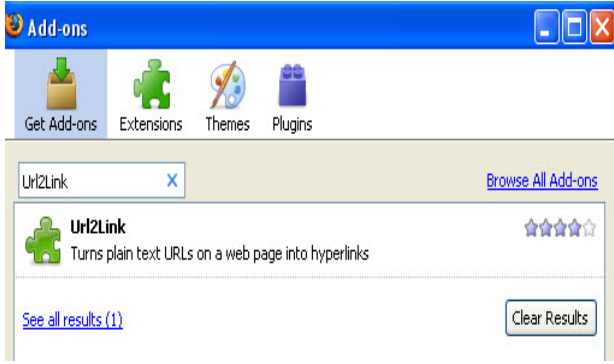 Add-ons
Get Add-ons Extensions Themes Plugins
Url2Link Browse All Add-ons
Url2Link
Turns plain text URLs on a web page into hyperlinks
See all results (1) Clear Results